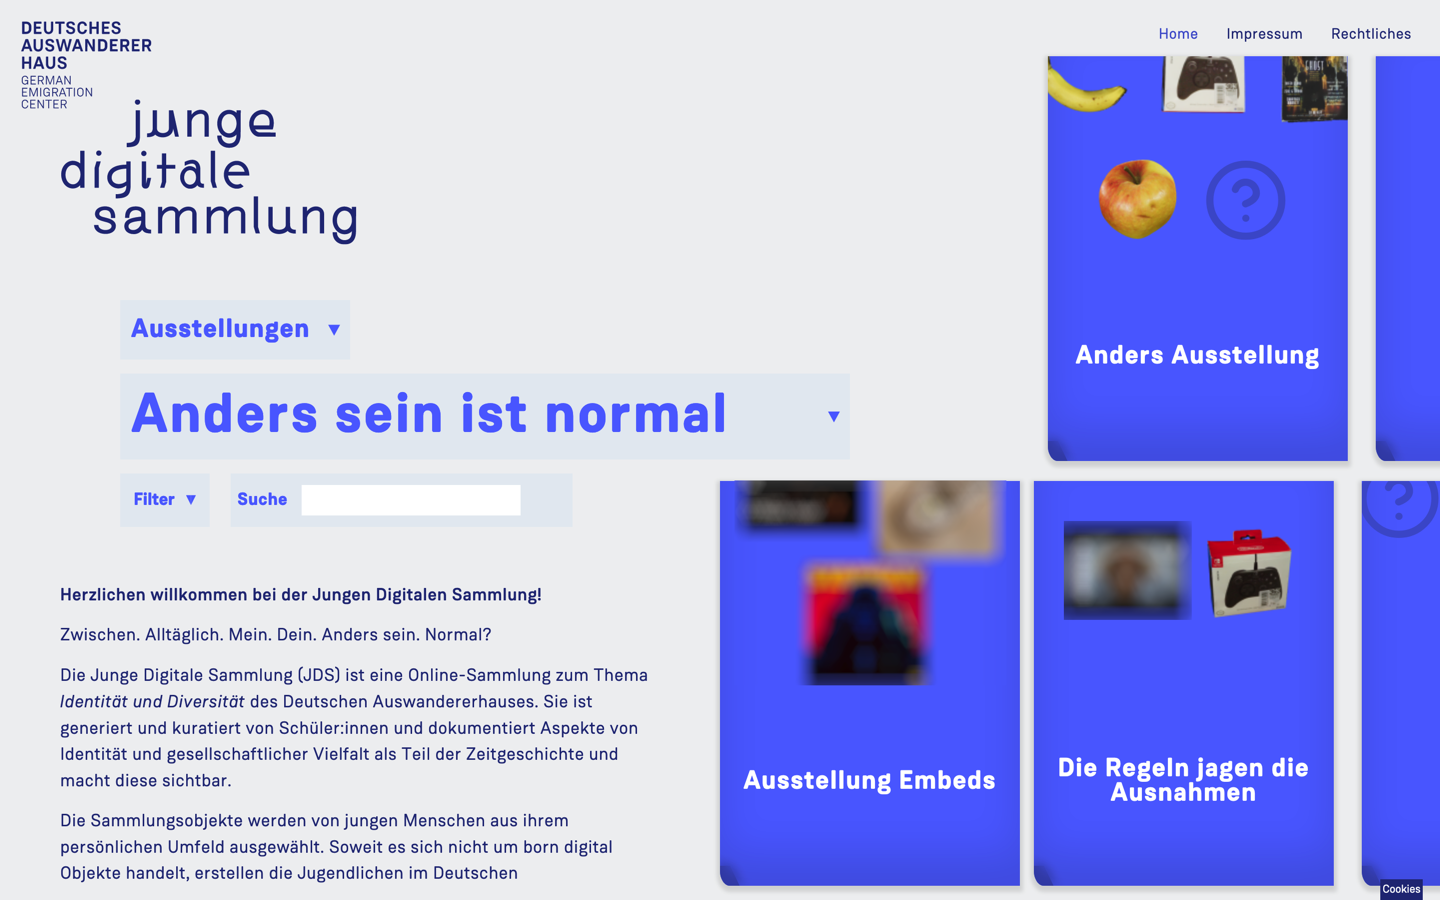 DEUTSCHES
AUSWANDERER
HAUS
GERMAN
EMIGRATION
CENTER
junge
digitale
sammlung
Home
Impressum
Rechtliches
Ausstellungen
Anders sein ist normal
Filter
Suche
Herzlichen willkommen bei der Jungen Digitalen Sammlung!
Zwischen. Alltäglich. Mein. Dein. Anders sein. Normal?
Die Junge Digitale Sammlung (JDS) ist eine Online-Sammlung zum Thema
Identität und Diversität des Deutschen Auswandererhauses. Sie ist
generiert und kuratiert von Schüler:innen und dokumentiert Aspekte von
Identität und gesellschaftlicher Vielfalt als Teil der Zeitgeschichte und
macht diese sichtbar.
Die Sammlungsobjekte werden von jungen Menschen aus ihrem
persönlichen Umfeld ausgewählt. Soweit es sich nicht um born digital
Objekte handelt, erstellen die Jugendlichen im Deutschen
Anders Ausstellung
Ausstellung Embeds
Die Regeln jagen die
Ausnahmen
Cookies